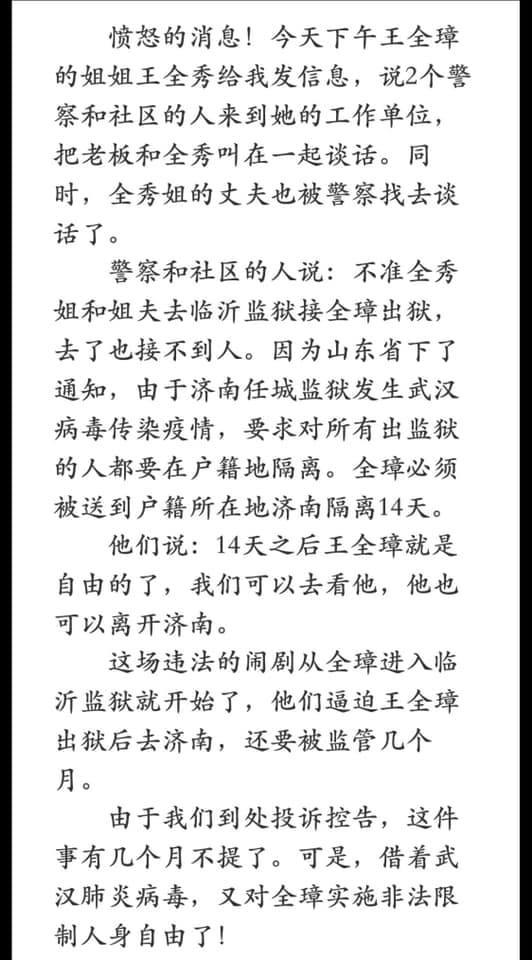 愤怒的消息！今天下午王全璋
的姐姐王全秀给我发信息，说2个警
察和社区的人来到她的工作单位，
把老板和全秀叫在一起谈话。同
时，全秀姐的丈夫也被警察找去谈
话了。
警察和社区的人说：不准全秀
姐和姐夫去临沂监狱接全璋出狱，
去了也接不到人。因为山东省下了
通知，由于济南任城监狱发生武汉
病毒传染疫情，要求对所有出监狱
的人都要在户籍地隔离。全璋必须
被送到户籍所在地济南隔离14天。
他们说：14天之后王全璋就是
自由的了，我们可以去看他，他也
可以离开济南。
这场违法的闹剧从全璋进入临
沂监狱就开始了，他们逼迫王全璋
出狱后去济南，还要被监管几个
月。
由于我们到处投诉控告，这件
事有几个月不提了。可是，借着武
汉肺炎病毒，又对全璋实施非法限
制人身自由了！